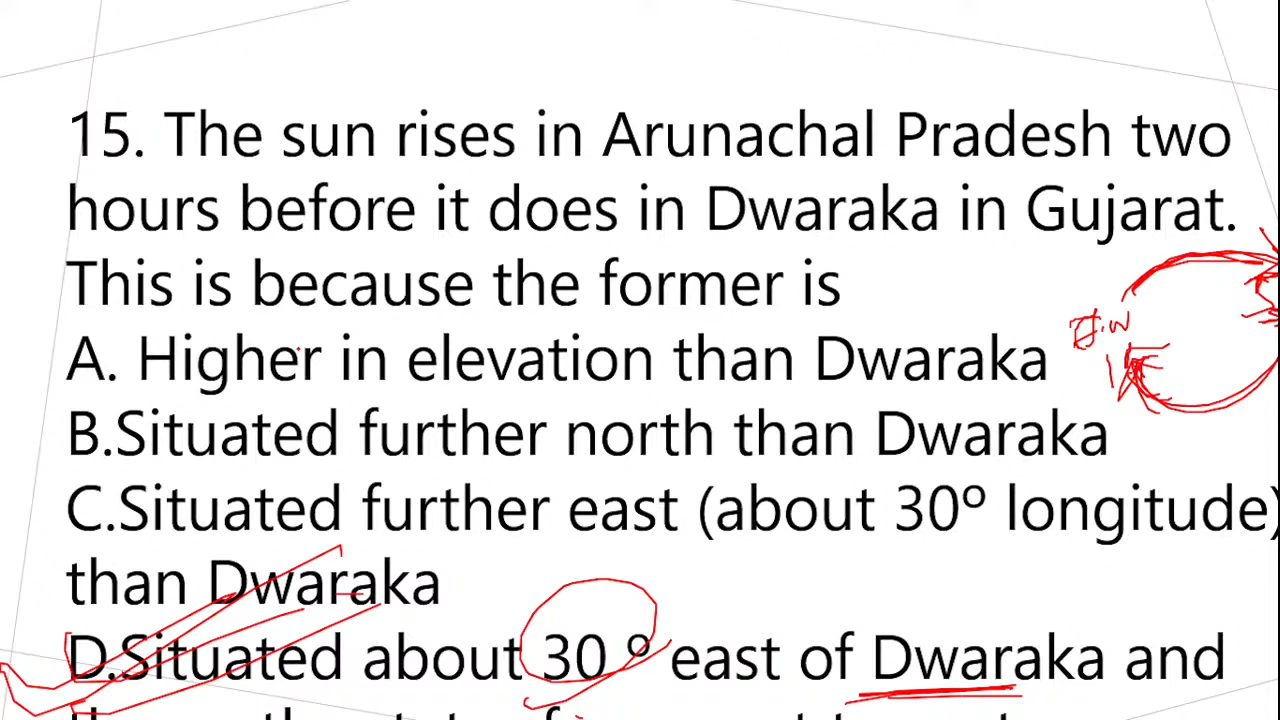 15. The sun rises in Arunachal Pradesh two
hours before it does in Dwaraka in Gujarat.
This is because the former is
A. Higher in elevation than Dwaraka
B.Situated further north than Dwaraka
C.Situated further east (about 30º longitude)
than Dwaraka
D.Situated about 30 º east of Dwaraka and